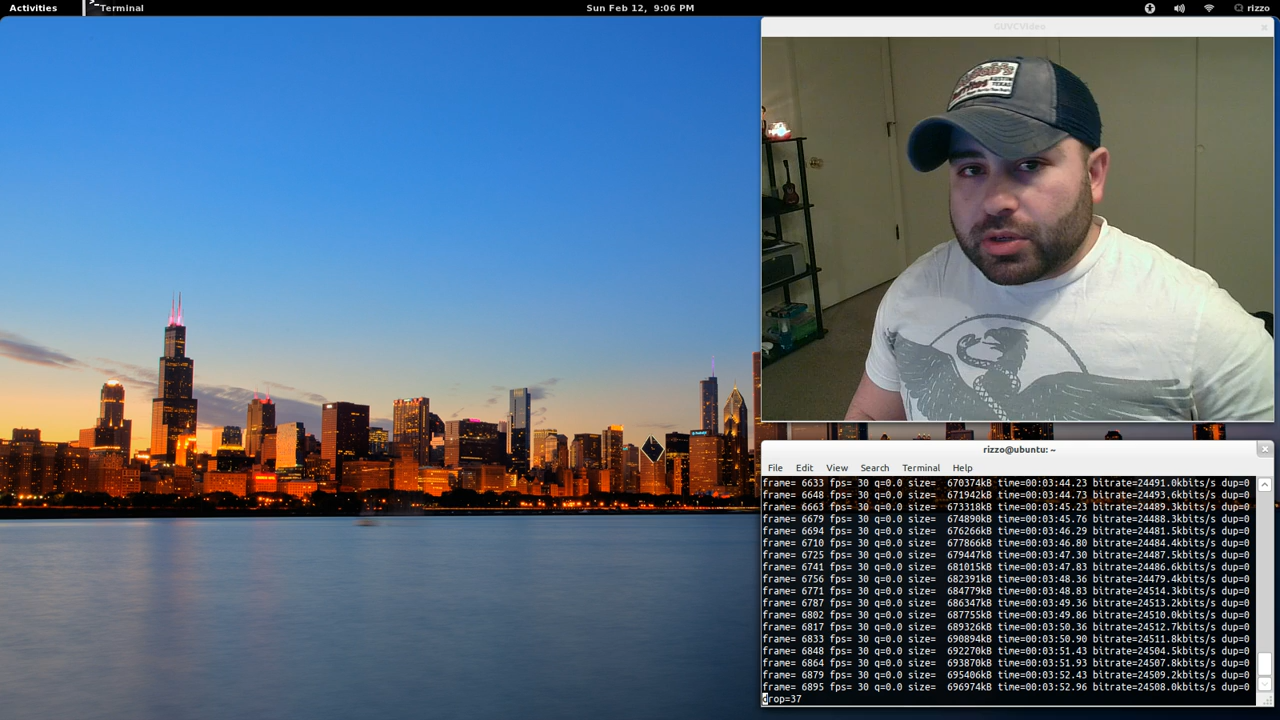 Activities Terminal Sun Feb 12, 9:06 PM rizzo
GUVCVideo
AUSTIN
TEXAS
rizzo@ubuntu: ~
File Edit View Search Terminal Help
frame= 6633 fps= 30 q=0.0 size= 670374kB time=00:03:44.23 bitrate=24491.0kbits/s dup=0
frame= 6648 fps= 30 q=0.0 size= 671942kB time=00:03:44.73 bitrate=24493.6kbits/s dup=0
frame= 6663 fps= 30 q=0.0 size= 673318kB time=00:03:45.23 bitrate=24489.3kbits/s dup=0
frame= 6679 fps= 30 q=0.0 size= 674890kB time=00:03:45.76 bitrate=24488.3kbits/s dup=0
frame= 6694 fps= 30 q=0.0 size= 676266kB time=00:03:46.29 bitrate=24481.5kbits/s dup=0
frame= 6710 fps= 30 q=0.0 size= 677866kB time=00:03:46.80 bitrate=24484.4kbits/s dup=0
frame= 6725 fps= 30 q=0.0 size= 679447kB time=00:03:47.30 bitrate=24487.5kbits/s dup=0
frame= 6741 fps= 30 q=0.0 size= 681015kB time=00:03:47.83 bitrate=24486.6kbits/s dup=0
frame= 6756 fps= 30 q=0.0 size= 682391kB time=00:03:48.36 bitrate=24479.4kbits/s dup=0
frame= 6771 fps= 30 q=0.0 size= 684779kB time=00:03:48.83 bitrate=24514.3kbits/s dup=0
frame= 6787 fps= 30 q=0.0 size= 686347kB time=00:03:49.36 bitrate=24513.2kbits/s dup=0
frame= 6802 fps= 30 q=0.0 size= 687755kB time=00:03:49.86 bitrate=24510.0kbits/s dup=0
frame= 6817 fps= 30 q=0.0 size= 689326kB time=00:03:50.36 bitrate=24512.7kbits/s dup=0
frame= 6833 fps= 30 q=0.0 size= 690894kB time=00:03:50.90 bitrate=24511.8kbits/s dup=0
frame= 6848 fps= 30 q=0.0 size= 692270kB time=00:03:51.43 bitrate=24504.5kbits/s dup=0
frame= 6864 fps= 30 q=0.0 size= 693870kB time=00:03:51.93 bitrate=24507.8kbits/s dup=0
frame= 6879 fps= 30 q=0.0 size= 695406kB time=00:03:52.43 bitrate=24509.2kbits/s dup=0
frame= 6895 fps= 30 q=0.0 size= 696974kB time=00:03:52.96 bitrate=24508.0kbits/s dup=0
drop=37